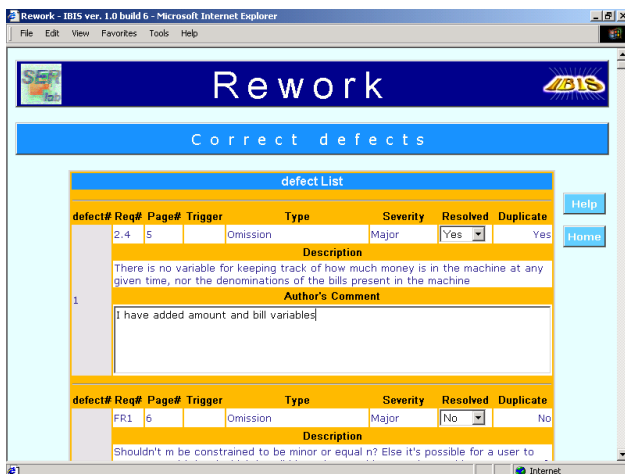 Rework - IBIS ver. 1.0 build 6 - Microsoft Internet Explorer
File Edit View Favorites Tools Help
SER lab
Rework
IBIS
Correct defects
defect List
Help
defect# Req# Page# Trigger Type Severity Resolved Duplicate
2.4 5 Omission Major Yes Yes
Home
Description
There is no variable for keeping track of how much money is in the machine at any
given time, nor the denominations of the bills present in the machine
1
Author's Comment
I have added amount and bill variables
defect# Req# Page# Trigger Type Severity Resolved Duplicate
FR1 6 Omission Major No No
Description
Shouldn't m be constrained to be minor or equal n? Else it's possible for a user to
Internet